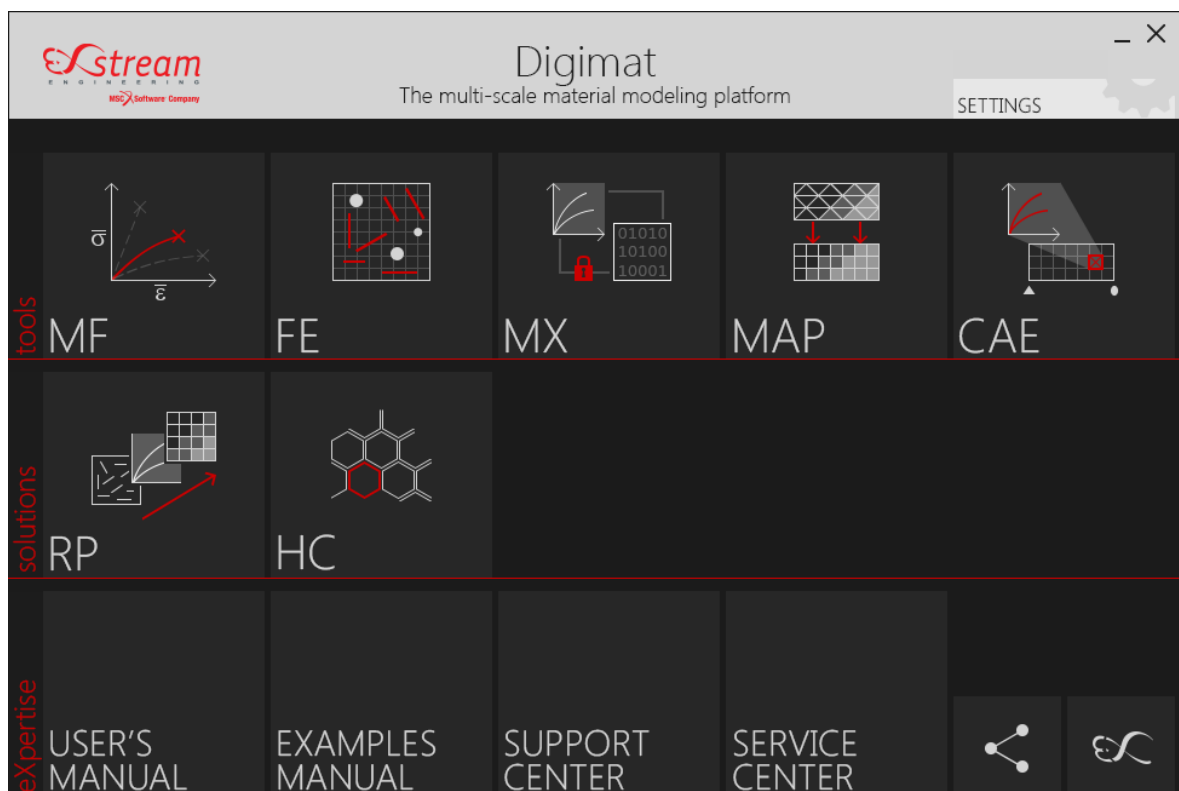 eXstream
ENGINEERING
MSC Software Company
Digimat
The multi-scale material modeling platform
SETTINGS
tools
σ
ε
MF
FE
01010
10100
10001
MX
MAP
CAE
solutions
RP
HC
eXpertise
USER'S
MANUAL
EXAMPLES
MANUAL
SUPPORT
CENTER
SERVICE
CENTER
εX